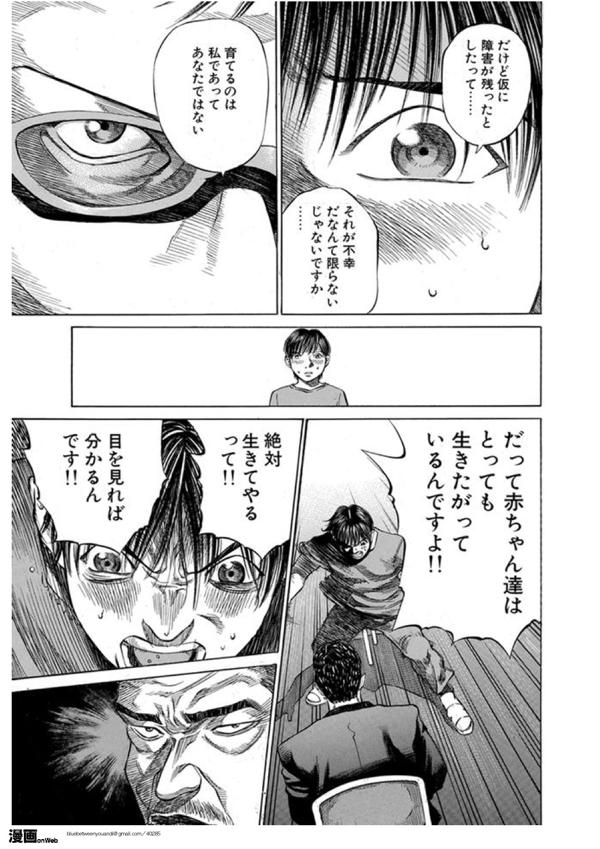 だけど仮に
障害が残ったと
したって……
それが不幸
だなんて限らない
じゃないですか
……
育てるのは
私であって
あなたではない
だって赤ちゃん達は
とっても
生きたがって
いるんですよ!!
絶対
生きてやる
って!!
目を見れば
分かるん
です!!
漫画onWeb
bluebetweenyouandi@gmail.com/40285